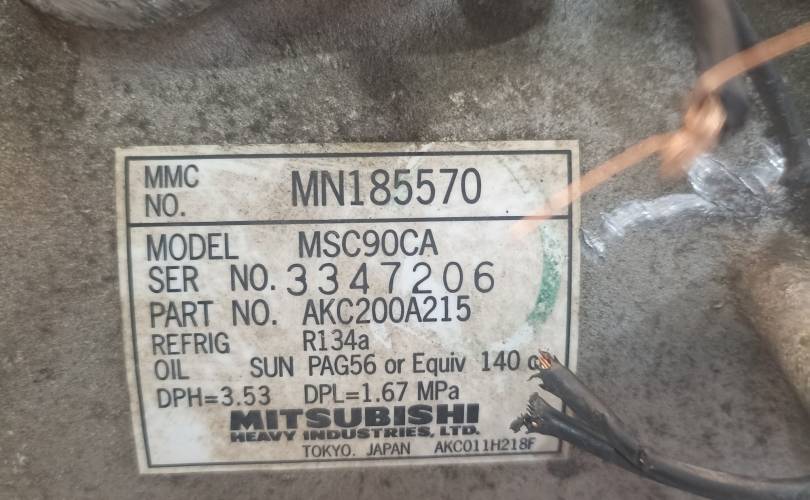 MMC
NO. MN185570
MODEL MSC90CA
SER NO. 3347206
PART NO. AKC200A215
REFRIG R134a
OIL SUN PAG56 or Equiv 140
DPH=3.53 DPL=1.67 MPa
MITSUBISHI
HEAVY INDUSTRIES, LTD.
TOKYO. JAPAN AKC011H218F